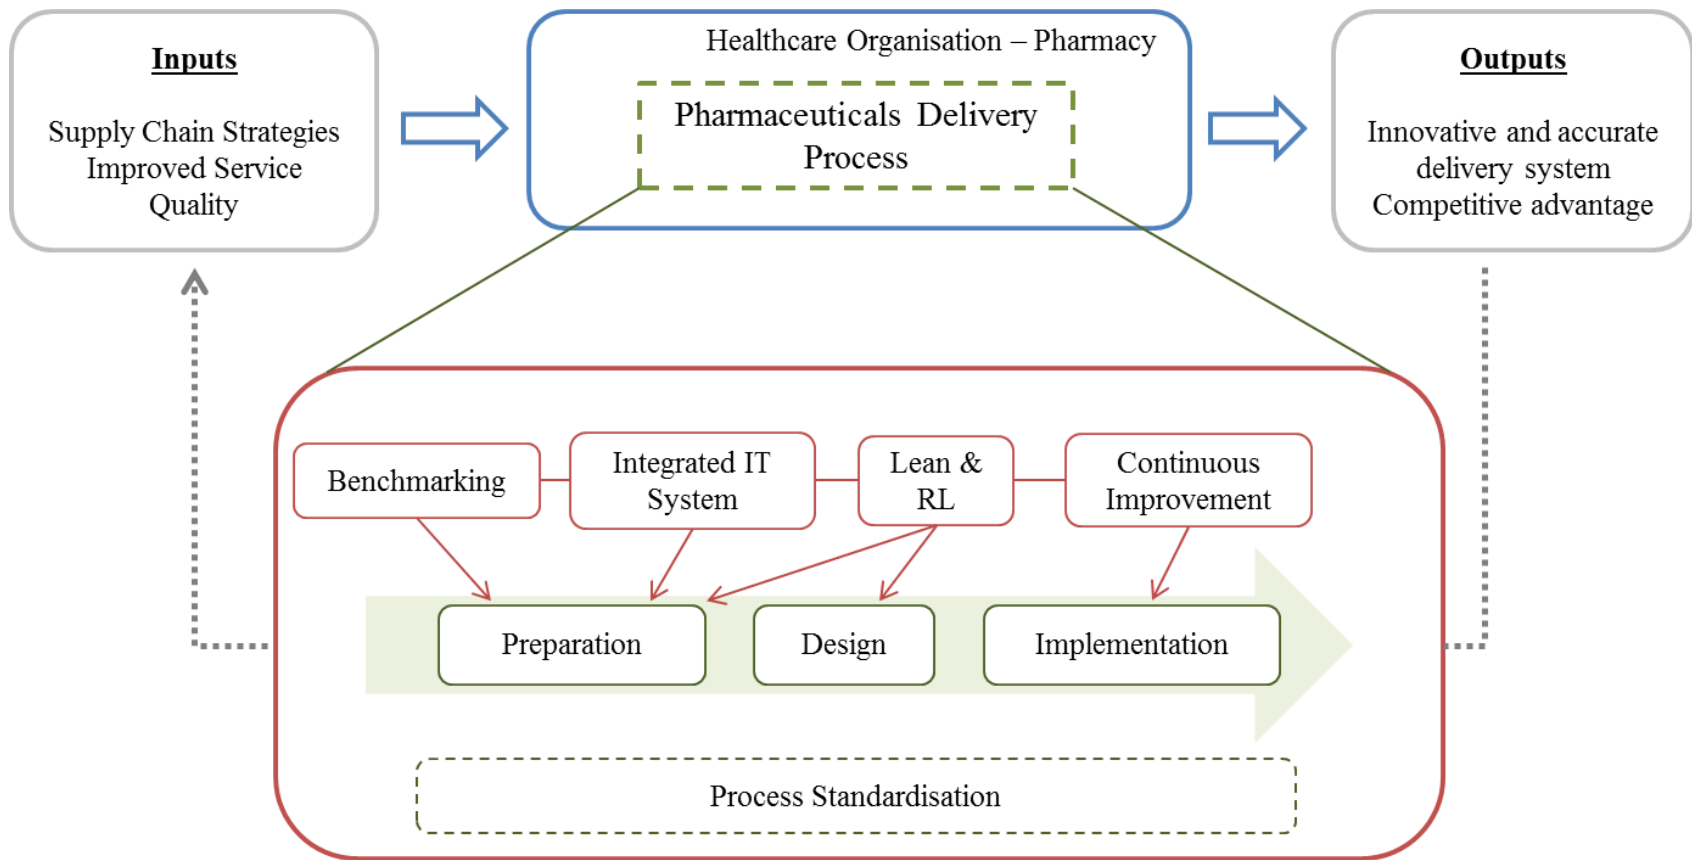 Inputs
Supply Chain Strategies
Improved Service
Quality
Healthcare Organisation – Pharmacy
Pharmaceuticals Delivery
Process
Outputs
Innovative and accurate
delivery system
Competitive advantage
Benchmarking
Integrated IT
System
Lean &
RL
Continuous
Improvement
Preparation
Design
Implementation
Process Standardisation